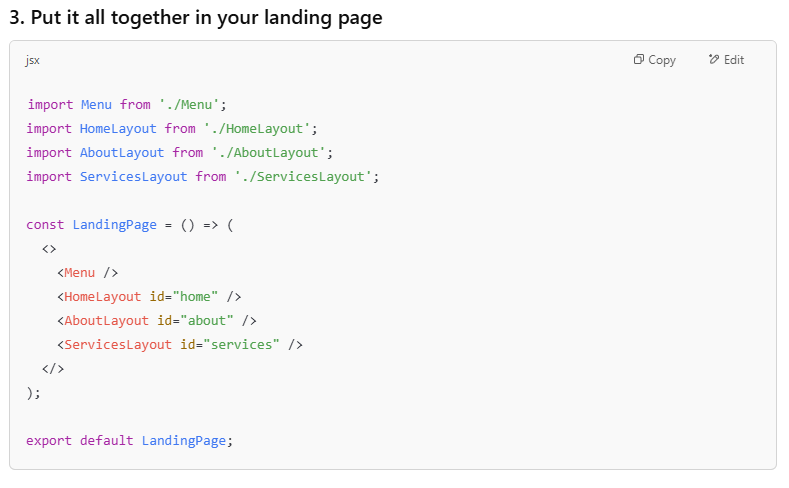 3. Put it all together in your landing page
jsx
Copy
Edit
import Menu from './Menu';
import HomeLayout from './HomeLayout';
import AboutLayout from './AboutLayout';
import ServicesLayout from './ServicesLayout';
const LandingPage = () => (
<>
<Menu />
<HomeLayout id="home" />
<AboutLayout id="about" />
<ServicesLayout id="services" />
</>
);
export default LandingPage;